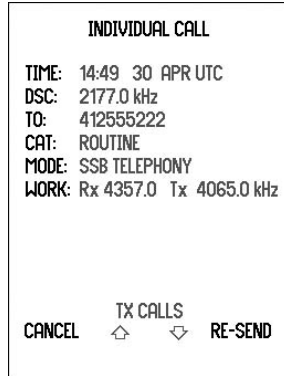 INDIVIDUAL CALL
TIME: 14:49 30 APR UTC
DSC: 2177.0 kHz
TO: 412555222
CAT: ROUTINE
MODE: SSB TELEPHONY
WORK: Rx 4357.0 Tx 4065.0 kHz
TX CALLS
CANCEL RE-SEND